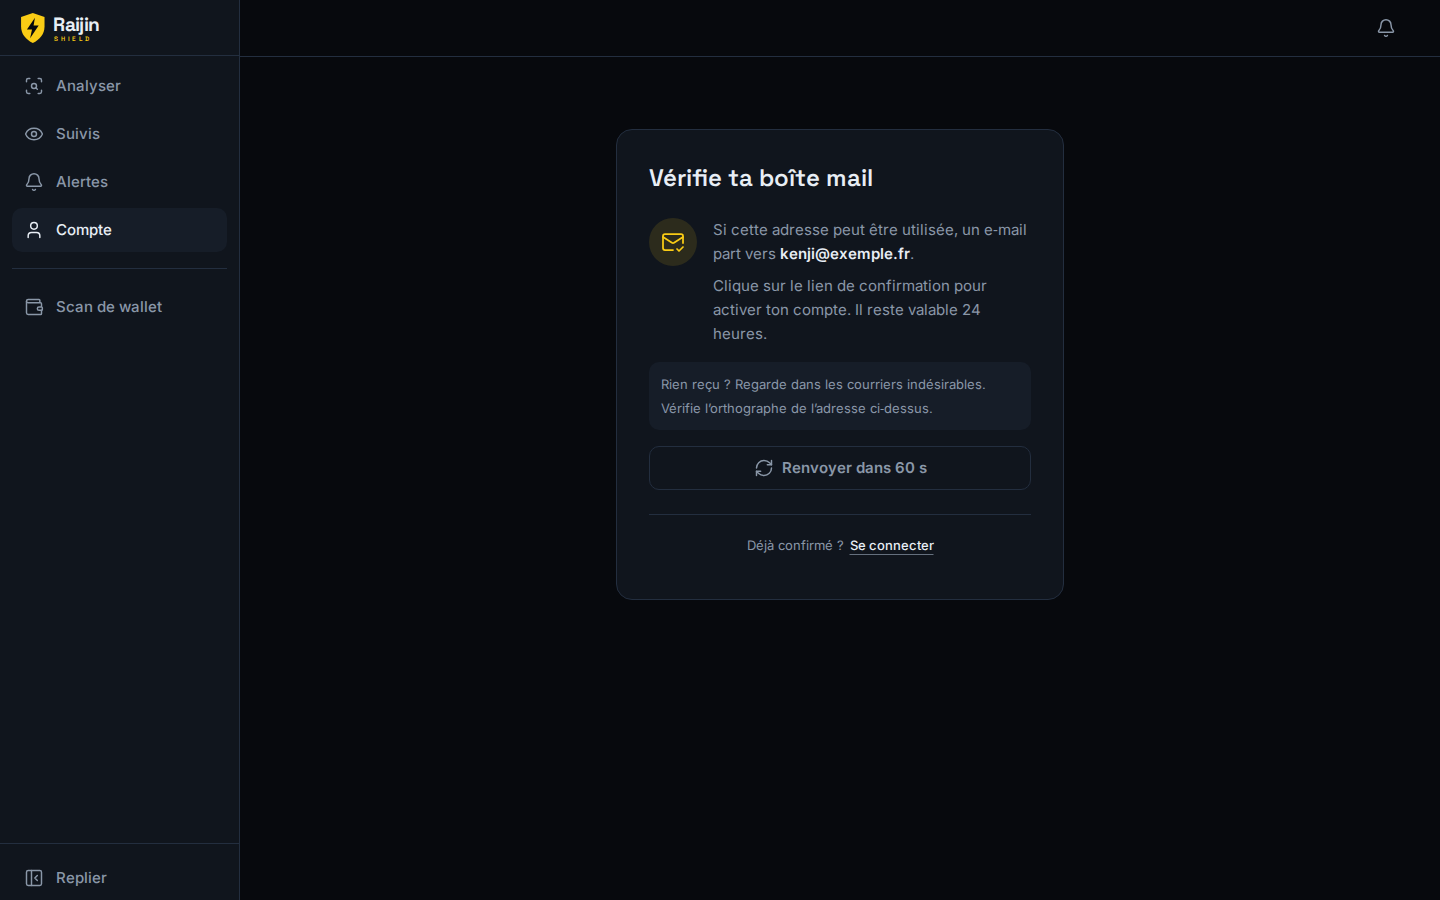 Raijin
SHIELD
Analyser
Suivis
Alertes
Compte
Scan de wallet
Replier
Vérifie ta boîte mail
Si cette adresse peut être utilisée, un e-mail
part vers kenji@exemple.fr.
Clique sur le lien de confirmation pour
activer ton compte. Il reste valable 24
heures.
Rien reçu ? Regarde dans les courriers indésirables.
Vérifie l’orthographe de l’adresse ci-dessus.
Renvoyer dans 60 s
Déjà confirmé ? Se connecter